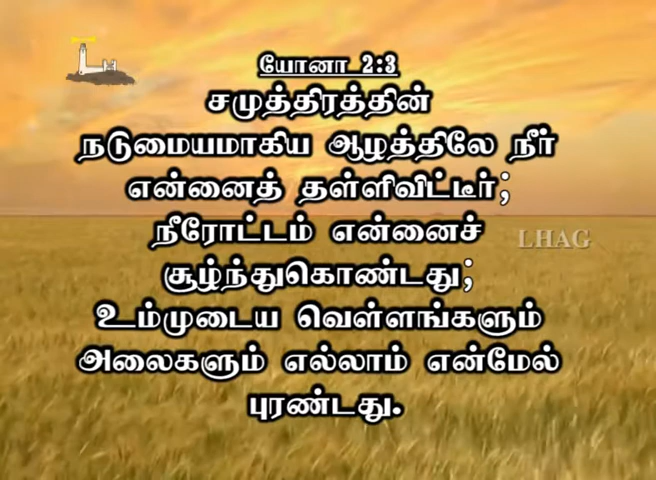 யோனா 2:3
சமுத்திரத்தின்
நடுமையமாகிய ஆழத்திலே நீர்
என்னைத் தள்ளிவிட்டீர்;
நீரோட்டம் என்னைச்
LHAG
சூழ்ந்துகொண்டது;
உம்முடைய வெள்ளங்களும்
அலைகளும் எல்லாம் என்மேல்
புரண்டது.